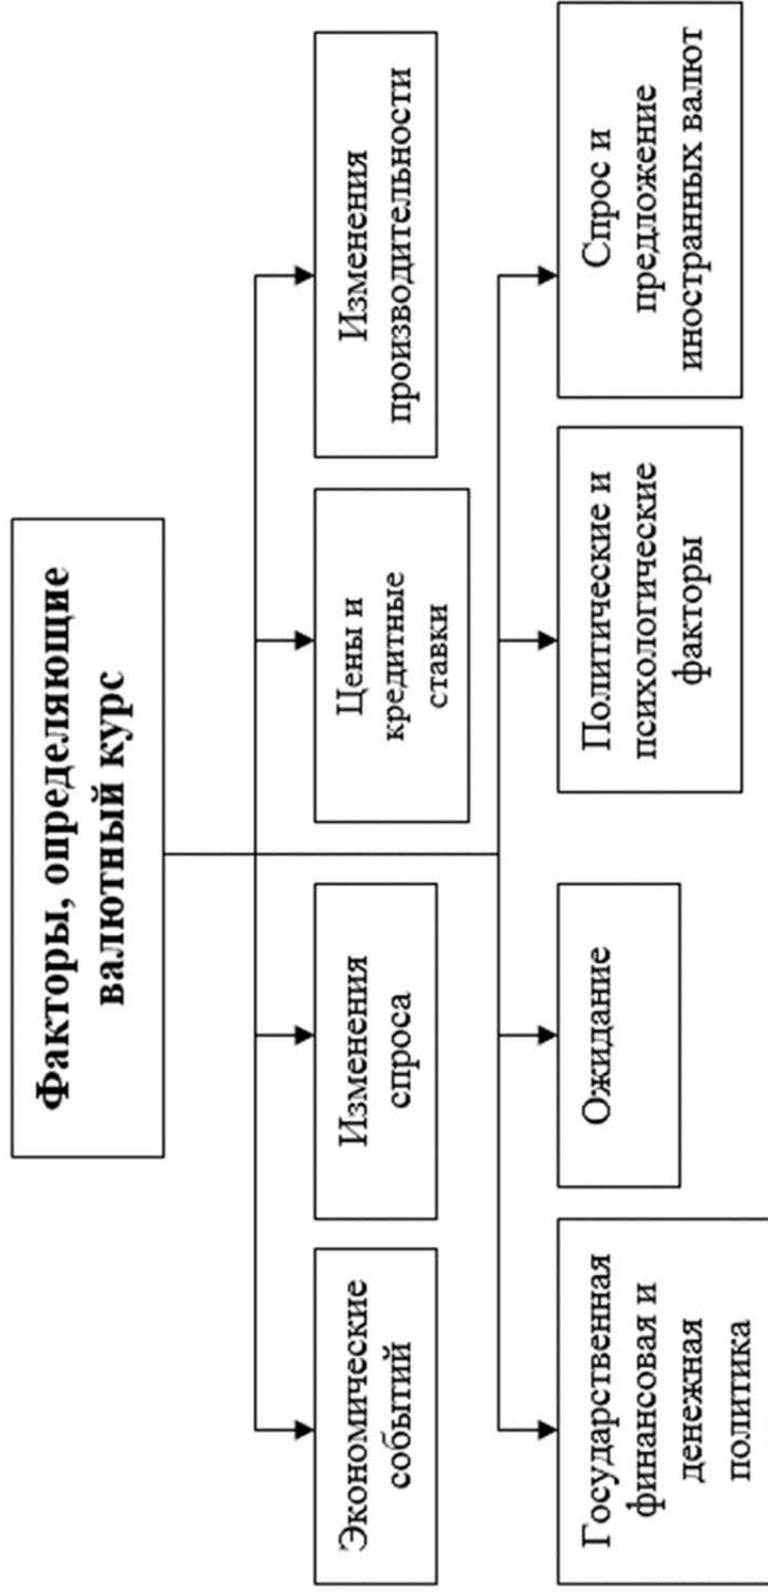 Факторы, определяющие
валютный курс
Экономические
событий
Изменения
спроса
Цены и
кредитные
ставки
Изменения
производительности
Государственная
финансовая и
денежная
политика
Ожидание
Политические и
психологические
факторы
Спрос и
предложение
иностранных валют